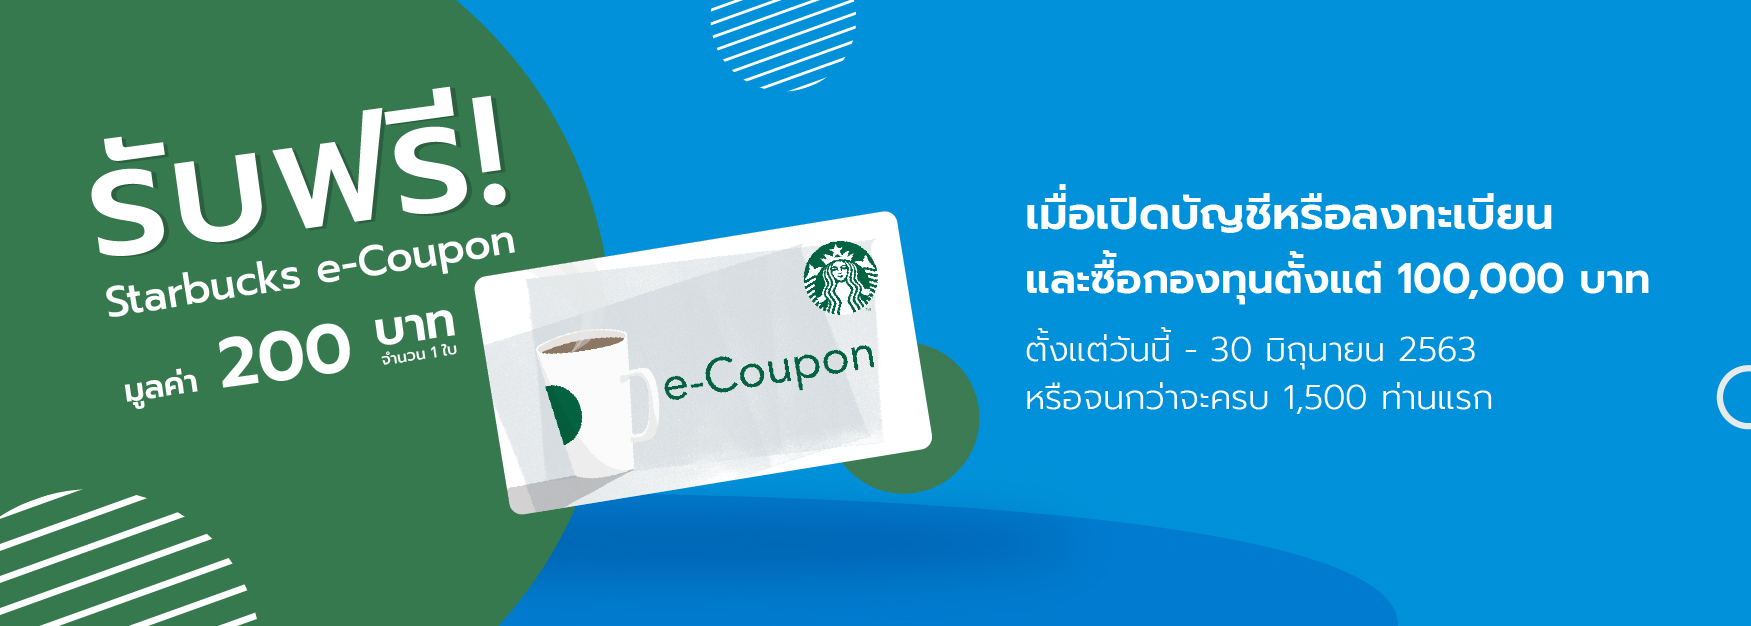 รับฟรี!
Starbucks e-Coupon
มูลค่า 200 บาท
จำนวน 1 ใบ
e-Coupon
เมื่อเปิดบัญชีหรือลงทะเบียน
และซื้อกองทุนตั้งแต่ 100,000 บาท
ตั้งแต่วันนี้ - 30 มิถุนายน 2563
หรือจนกว่าจะครบ 1,500 ท่านแรก